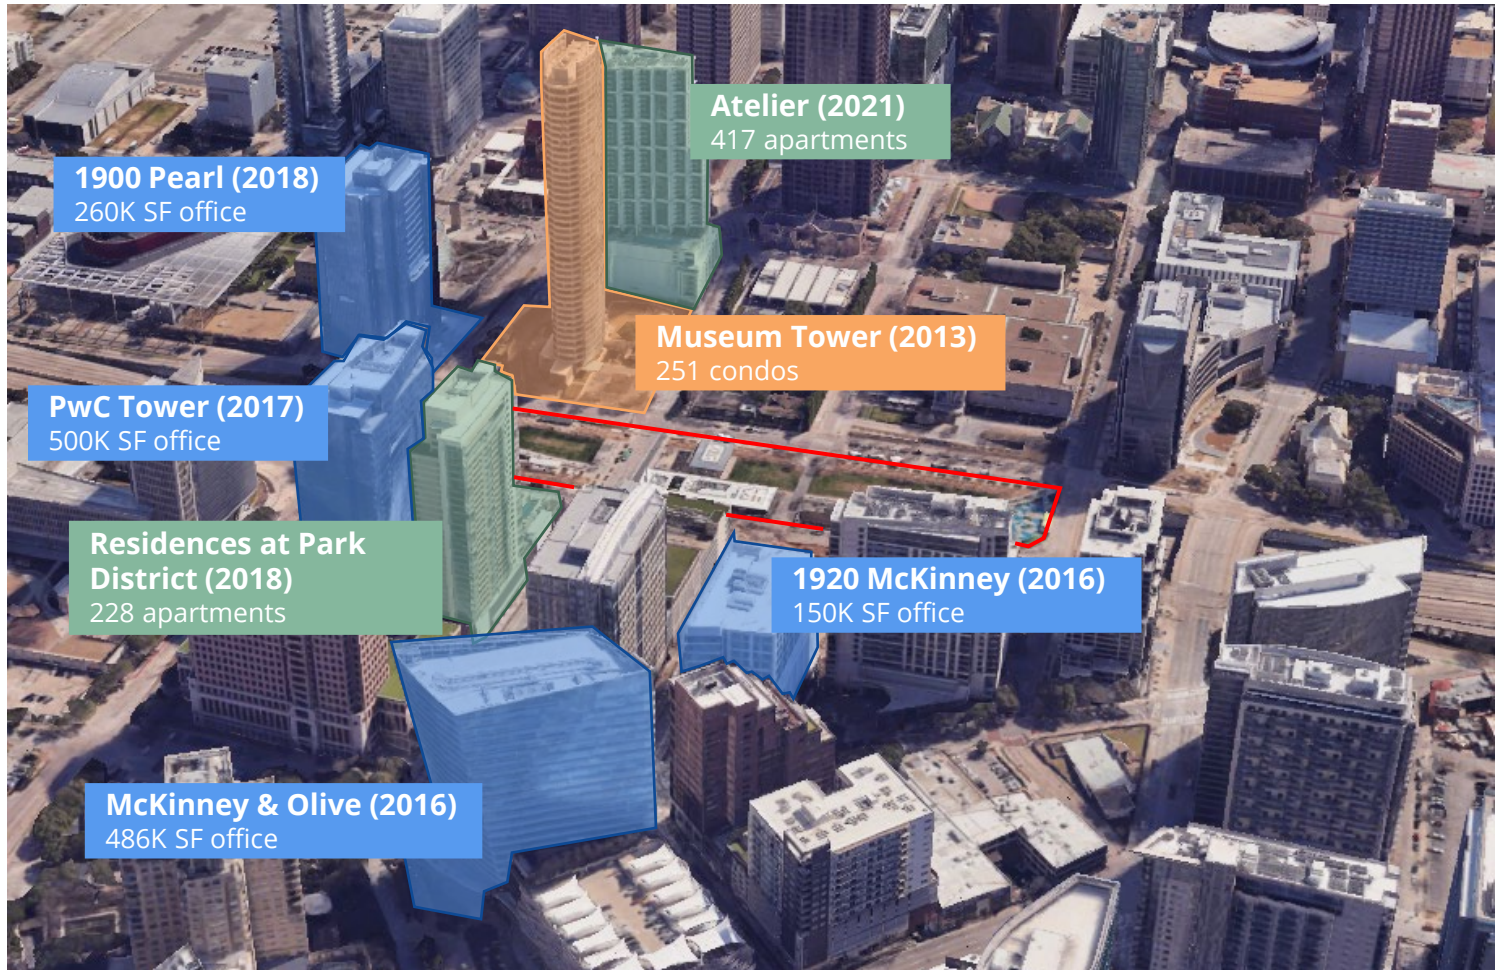 Atelier (2021)
417 apartments
1900 Pearl (2018)
260K SF office
Museum Tower (2013)
251 condos
PwC Tower (2017)
500K SF office
Residences at Park
District (2018)
228 apartments
1920 McKinney (2016)
150K SF office
McKinney & Olive (2016)
486K SF office